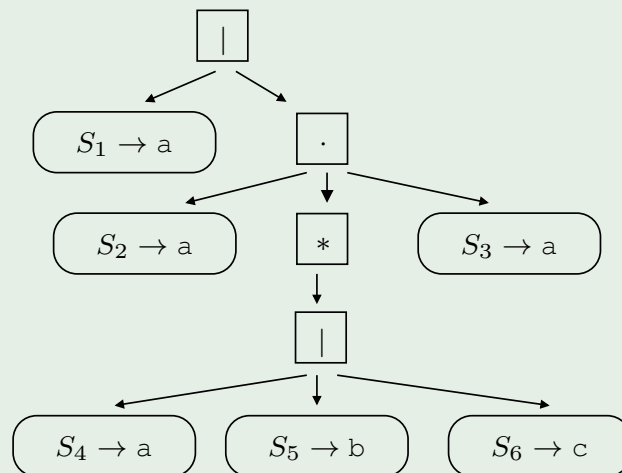 |
S₁ → a
.
S₂ → a
*
S₃ → a
|
S₄ → a
S₅ → b
S₆ → c